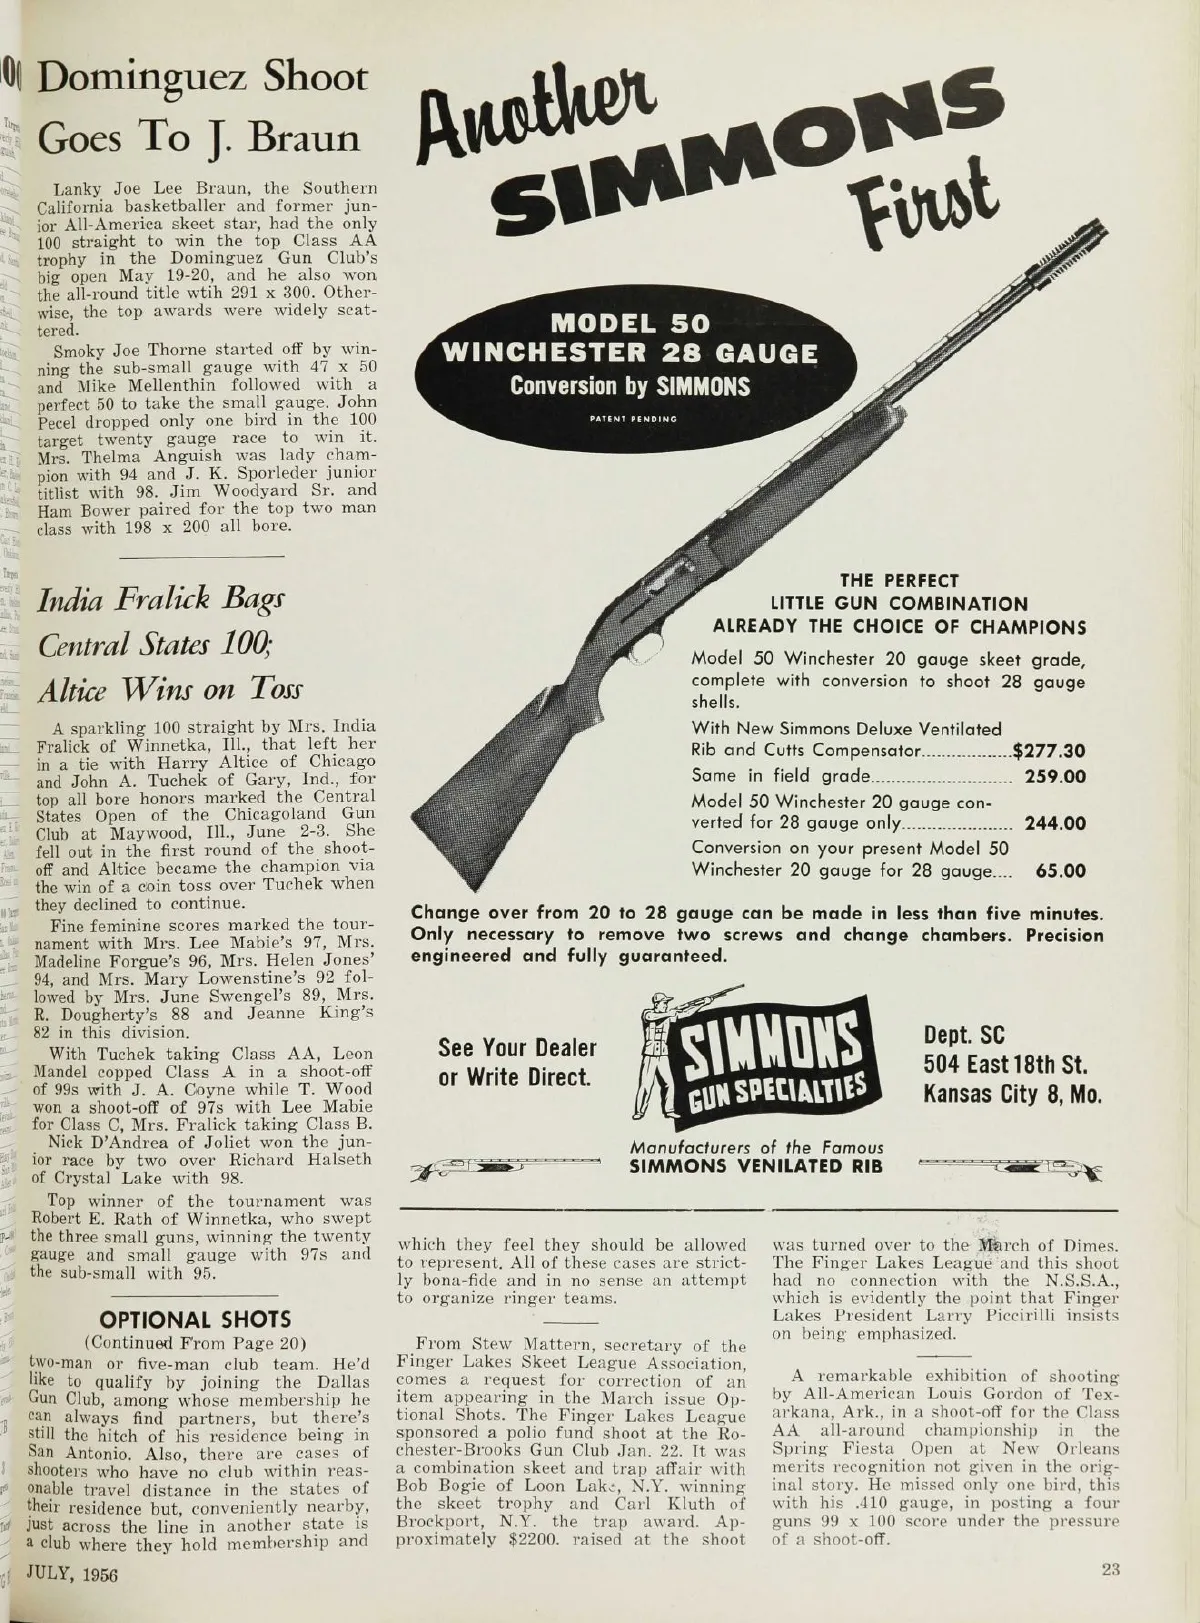 Dominguez Shoot
Goes To J. Braun
Lanky Joe Lee Braun, the Southern
California basketballer and former jun-
ior All-America skeet star, had the only
100 straight to win the top Class AA
trophy in the Dominguez Gun Club's
big open May 19-20, and he also won
the all-round title wtih 291 x 300. Other-
wise, the top awards were widely scat-
tered.
Smoky Joe Thorne started off by win-
ning the sub-small gauge with 47 x 50
and Mike Mellenthin followed with a
perfect 50 to take the small gauge. John
Pecel dropped only one bird in the 100
target twenty gauge race to win it.
Mrs. Thelma Anguish was lady cham-
pion with 94 and J. K. Sporleder junior
titlist with 98. Jim Woodyard Sr. and
Ham Bower paired for the top two man
class with 198 x 200 all bore.
India Fralick Bags
Central States 100;
Altice Wins on Toss
A sparkling 100 straight by Mrs. India
Fralick of Winnetka, Ill., that left her
in a tie with Harry Altice of Chicago
and John A. Tuchek of Gary, Ind., for
top all bore honors marked the Central
States Open of the Chicagoland Gun
Club at Maywood, Ill., June 2-3. She
fell out in the first round of the shoot-
off and Altice became the champion via
the win of a coin toss over Tuchek when
they declined to continue.
Fine feminine scores marked the tour-
nament with Mrs. Lee Mabie's 97, Mrs.
Madeline Forgue's 96, Mrs. Helen Jones'
94, and Mrs. Mary Lowenstine's 92 fol-
lowed by Mrs. June Swengel's 89, Mrs.
R. Dougherty's 88 and Jeanne King's
82 in this division.
With Tuchek taking Class AA, Leon
Mandel copped Class A in a shoot-off
of 99s with J. A. Coyne while T. Wood
won a shoot-off of 97s with Lee Mabie
for Class C, Mrs. Fralick taking Class B.
Nick D'Andrea of Joliet won the jun-
ior race by two over Richard Halseth
of Crystal Lake with 98.
Top winner of the tournament was
Robert E. Rath of Winnetka, who swept
the three small guns, winning the twenty
gauge and small gauge with 97s and
the sub-small with 95.
OPTIONAL SHOTS
(Continued From Page 20)
two-man or five-man club team. He'd
like to qualify by joining the Dallas
Gun Club, among whose membership he
can always find partners, but there's
still the hitch of his residence being in
San Antonio. Also, there are cases of
shooters who have no club within reas-
onable travel distance in the states of
their residence but, conveniently nearby,
just across the line in another state is
a club where they hold membership and
Another
SIMMONS
First
MODEL 50
WINCHESTER 28 GAUGE
Conversion by SIMMONS
PATENT PENDING
THE PERFECT
LITTLE GUN COMBINATION
ALREADY THE CHOICE OF CHAMPIONS
Model 50 Winchester 20 gauge skeet grade,
complete with conversion to shoot 28 gauge
shells.
With New Simmons Deluxe Ventilated
Rib and Cutts Compensator..................$277.30
Same in field grade............................ 259.00
Model 50 Winchester 20 gauge con-
verted for 28 gauge only...................... 244.00
Conversion on your present Model 50
Winchester 20 gauge for 28 gauge.... 65.00
Change over from 20 to 28 gauge can be made in less than five minutes.
Only necessary to remove two screws and change chambers. Precision
engineered and fully guaranteed.
See Your Dealer
or Write Direct.
SIMMONS
GUN SPECIALTIES
Dept. SC
504 East 18th St.
Kansas City 8, Mo.
Manufacturers of the Famous
SIMMONS VENILATED RIB
which they feel they should be allowed
to represent. All of these cases are strict-
ly bona-fide and in no sense an attempt
to organize ringer teams.
From Stew Mattern, secretary of the
Finger Lakes Skeet League Association,
comes a request for correction of an
item appearing in the March issue Op-
tional Shots. The Finger Lakes League
sponsored a polio fund shoot at the Ro-
chester-Brooks Gun Club Jan. 22. It was
a combination skeet and trap affair with
Bob Bogie of Loon Lake, N.Y. winning
the skeet trophy and Carl Kluth of
Brockport, N.Y. the trap award. Ap-
proximately $2200. raised at the shoot
was turned over to the March of Dimes.
The Finger Lakes League and this shoot
had no connection with the N.S.S.A.,
which is evidently the point that Finger
Lakes President Larry Piccirilli insists
on being emphasized.
A remarkable exhibition of shooting
by All-American Louis Gordon of Tex-
arkana, Ark., in a shoot-off for the Class
AA all-around championship in the
Spring Fiesta Open at New Orleans
merits recognition not given in the orig-
inal story. He missed only one bird, this
with his .410 gauge, in posting a four
guns 99 x 100 score under the pressure
of a shoot-off.
JULY, 1956
23